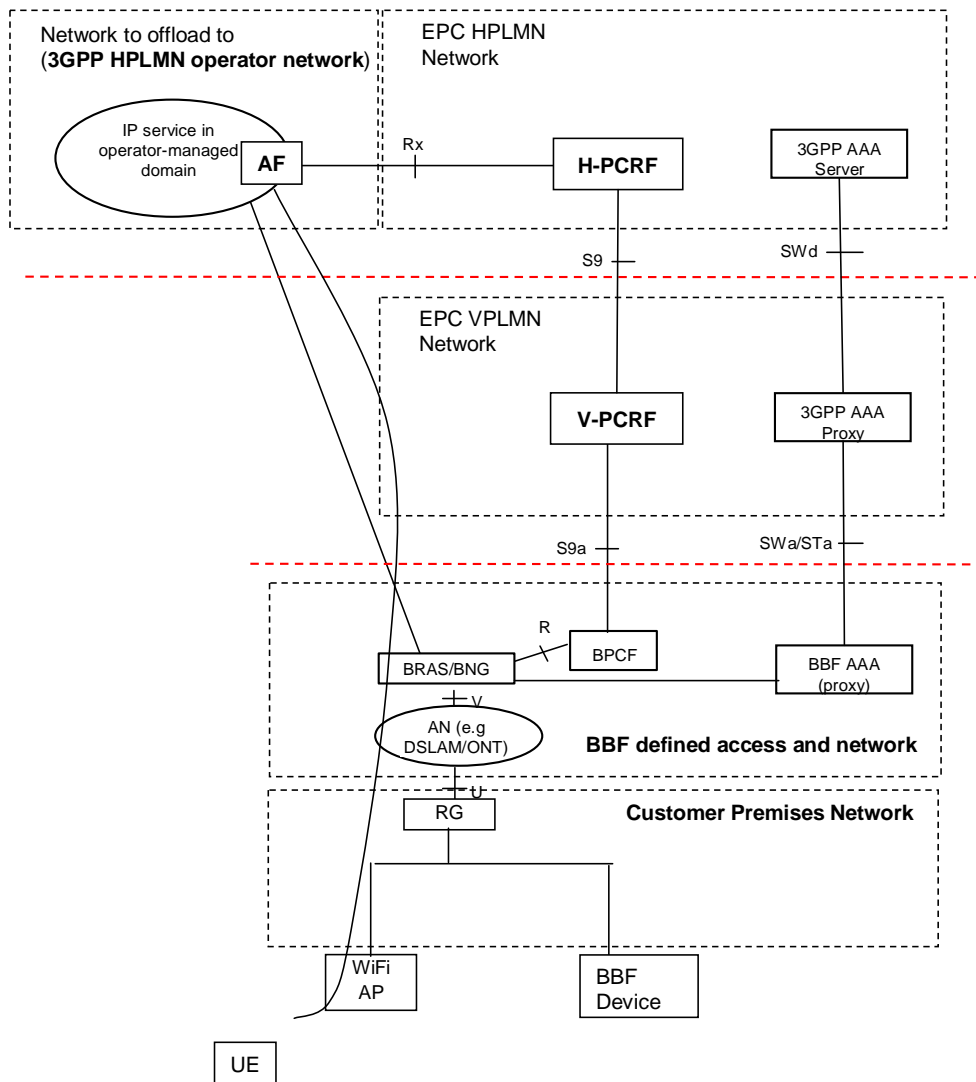 Network to offload to
(3GPP HPLMN operator network)
EPC HPLMN
Network
IP service in
operator-managed
domain
AF
Rx
H-PCRF
3GPP AAA
Server
S9
SWd
EPC VPLMN
Network
V-PCRF
3GPP AAA
Proxy
S9a
SWa/STa
R
BPCF
BRAS/BNG
BBF AAA
(proxy)
V
AN (e.g
DSLAM/ONT)
BBF defined access and network
U
RG
Customer Premises Network
WiFi
AP
BBF
Device
UE